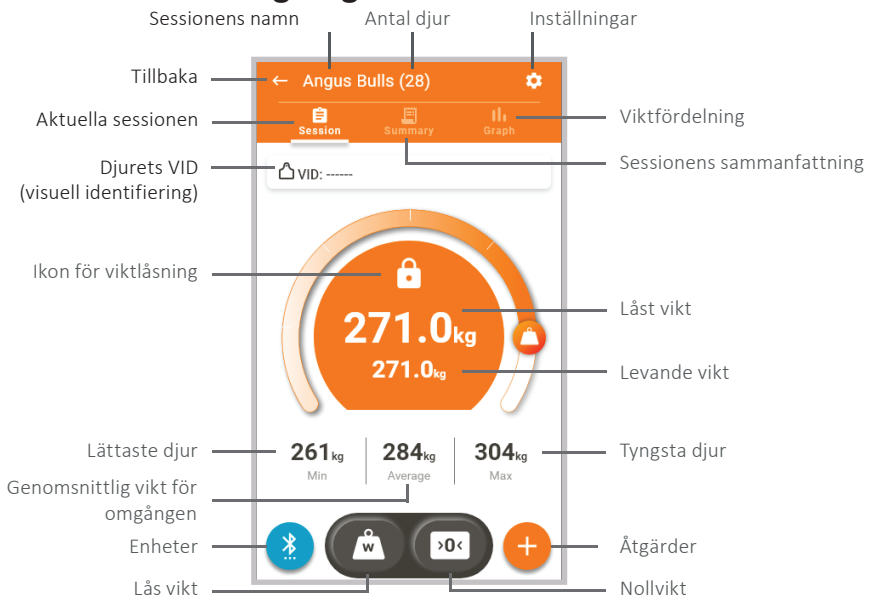 Sessionens namn
Antal djur
Inställningar
Tillbaka
← Angus Bulls (28)
Aktuella sessionen
Session
Summary
Graph
Viktfördelning
Sessionens sammanfattning
Djurets VID
(visuell identifiering)
VID: ------
Ikon för viktlåsning
271.0kg
Låst vikt
271.0kg
Levande vikt
Lättaste djur
261kg
284kg
304kg
Tyngsta djur
Min
Average
Max
Genomsnittlig vikt för
omgången
Enheter
W
>0<
+
Åtgärder
Lås vikt
Nollvikt